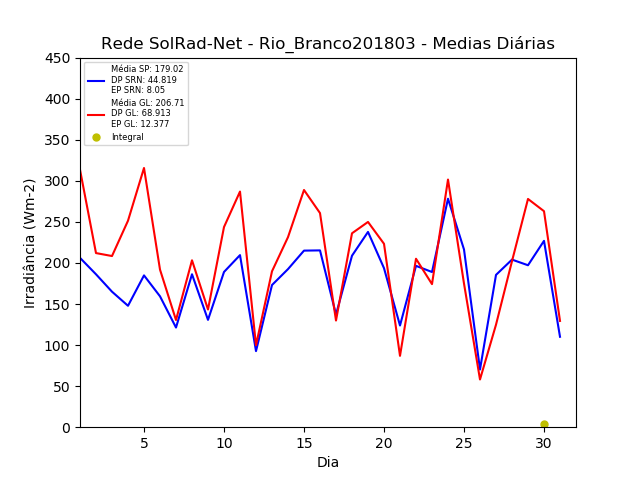 Rede SolRad-Net - Rio_Branco201803 - Medias Diárias
Irradiância (Wm-2)
450
400
350
300
250
200
150
100
50
0
Média SP: 179.02
DP SRN: 44.819
EP SRN: 8.05
Média GL: 206.71
DP GL: 68.913
EP GL: 12.377
Integral
5
10
15
20
25
30
Dia